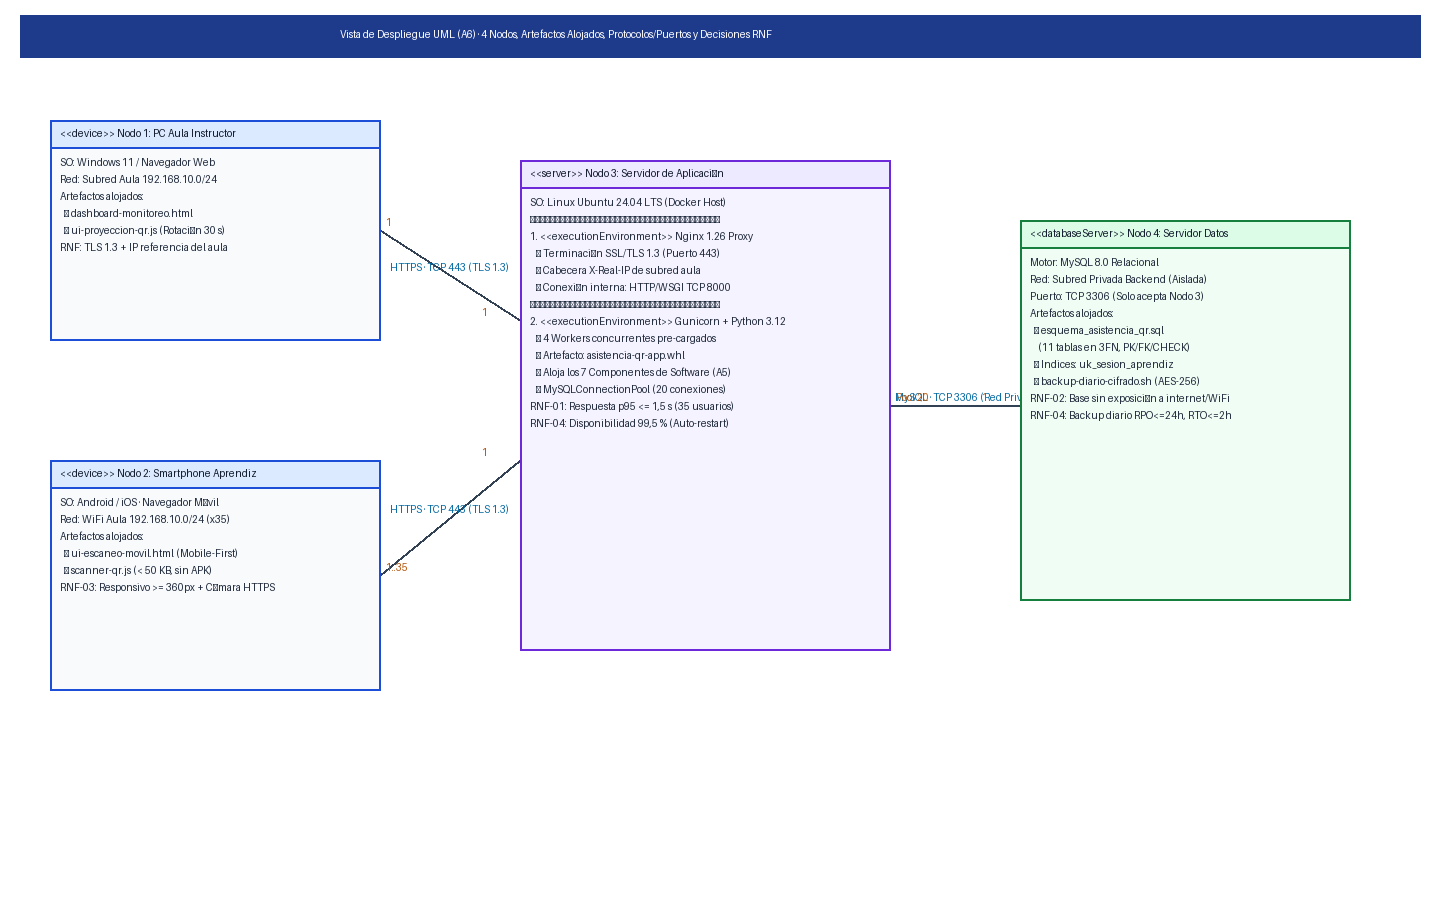 Vista de Despliegue UML (A6) · 4 Nodos, Artefactos Alojados, Protocolos/Puertos y Decisiones RNF
<<device>> Nodo 1: PC Aula Instructor
SO: Windows 11 / Navegador Web
Red: Subred Aula 192.168.10.0/24
Artefactos alojados:
□ dashboard-monitoreo.html
□ ui-proyeccion-qr.js (Rotaci□n 30 s)
RNF: TLS 1.3 + IP referencia del aula
1
HTTPS · TCP 443 (TLS 1.3)
1
<<device>> Nodo 2: Smartphone Aprendiz
SO: Android / iOS · Navegador M□vil
Red: WiFi Aula 192.168.10.0/24 (x35)
Artefactos alojados:
□ ui-escaneo-movil.html (Mobile-First)
□ scanner-qr.js (< 50 KB, sin APK)
RNF-03: Responsivo >= 360px + C□mara HTTPS
1
HTTPS · TCP 443 (TLS 1.3)
1..35
<<server>> Nodo 3: Servidor de Aplicaci□n
SO: Linux Ubuntu 24.04 LTS (Docker Host)
1. <<executionEnvironment>> Nginx 1.26 Proxy
□ Terminaci□n SSL/TLS 1.3 (Puerto 443)
□ Cabecera X-Real-IP de subred aula
□ Conexi□n interna: HTTP/WSGI TCP 8000
2. <<executionEnvironment>> Gunicorn + Python 3.12
□ 4 Workers concurrentes pre-cargados
□ Artefacto: asistencia-qr-app.whl
□ Aloja los 7 Componentes de Software (A5)
□ MySQLConnectionPool (20 conexiones)
RNF-01: Respuesta p95 <= 1,5 s (35 usuarios)
RNF-04: Disponibilidad 99,5 % (Auto-restart)
MySQL · TCP 3306 (Red Priv
<<databaseServer>> Nodo 4: Servidor Datos
Motor: MySQL 8.0 Relacional
Red: Subred Privada Backend (Aislada)
Puerto: TCP 3306 (Solo acepta Nodo 3)
Artefactos alojados:
□ esquema_asistencia_qr.sql
(11 tablas en 3FN, PK/FK/CHECK)
□ Indices: uk_sesion_aprendiz
□ backup-diario-cifrado.sh (AES-256)
RNF-02: Base sin exposici□n a internet/WiFi
RNF-04: Backup diario RPO<=24h, RTO<=2h